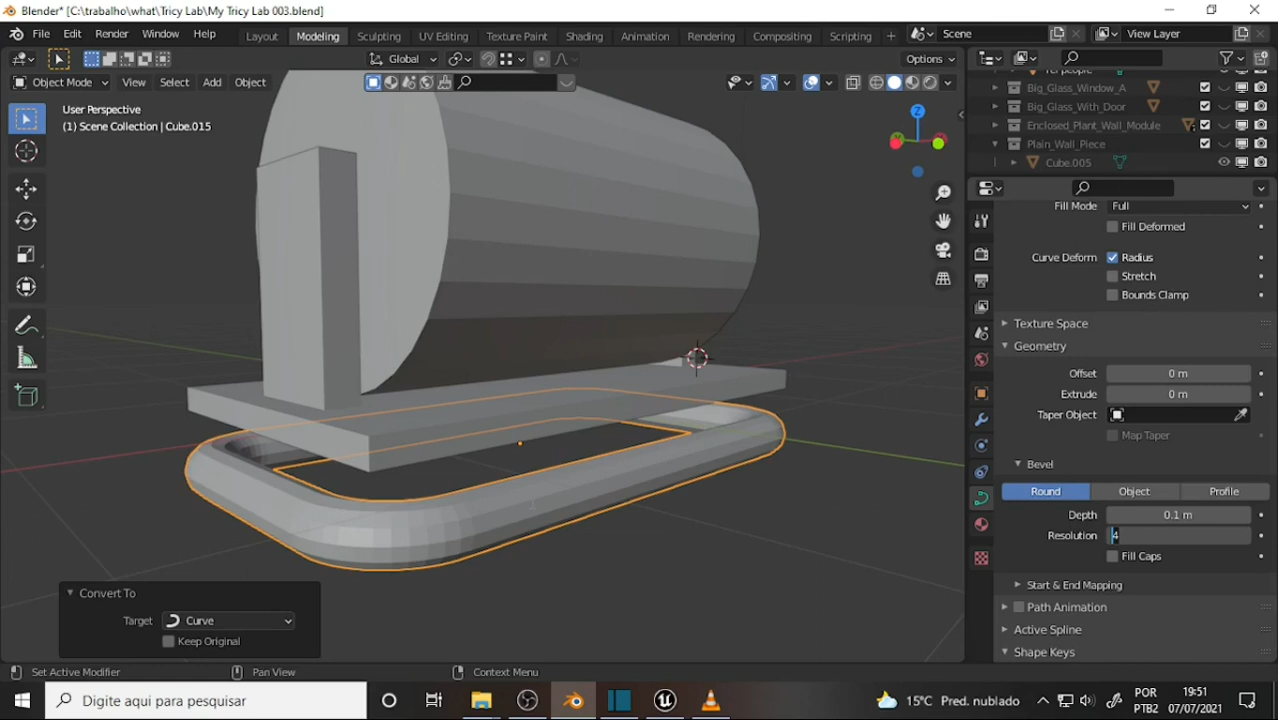 Blender* [C:\trabalho\what\Tricy Lab\My Tricy Lab 003.blend]
File Edit Render Window Help Layout Modeling Sculpting UV Editing Texture Paint Shading Animation Rendering Compositing Scripting + Scene View Layer
Global Options
Object Mode View Select Add Object
User Perspective
(1) Scene Collection | Cube.015
Z
Big_Glass_Window_A
Big_Glass_With_Door
Enclosed_Plant_Wall_Module
Plain_Wall_Piece
Cube.005
Fill Mode Full
Fill Deformed
Curve Deform Radius
Stretch
Bounds Clamp
Texture Space
Geometry
Offset 0 m
Extrude 0 m
Taper Object
Map Taper
Bevel
Round Object Profile
Depth 0.1 m
Resolution 4
Fill Caps
Start & End Mapping
Path Animation
Active Spline
Shape Keys
Convert To
Target Curve
Keep Original
Set Active Modifier Pan View Context Menu
Digite aqui para pesquisar
15°C Pred. nublado
POR
PTB2
19:51
07/07/2021